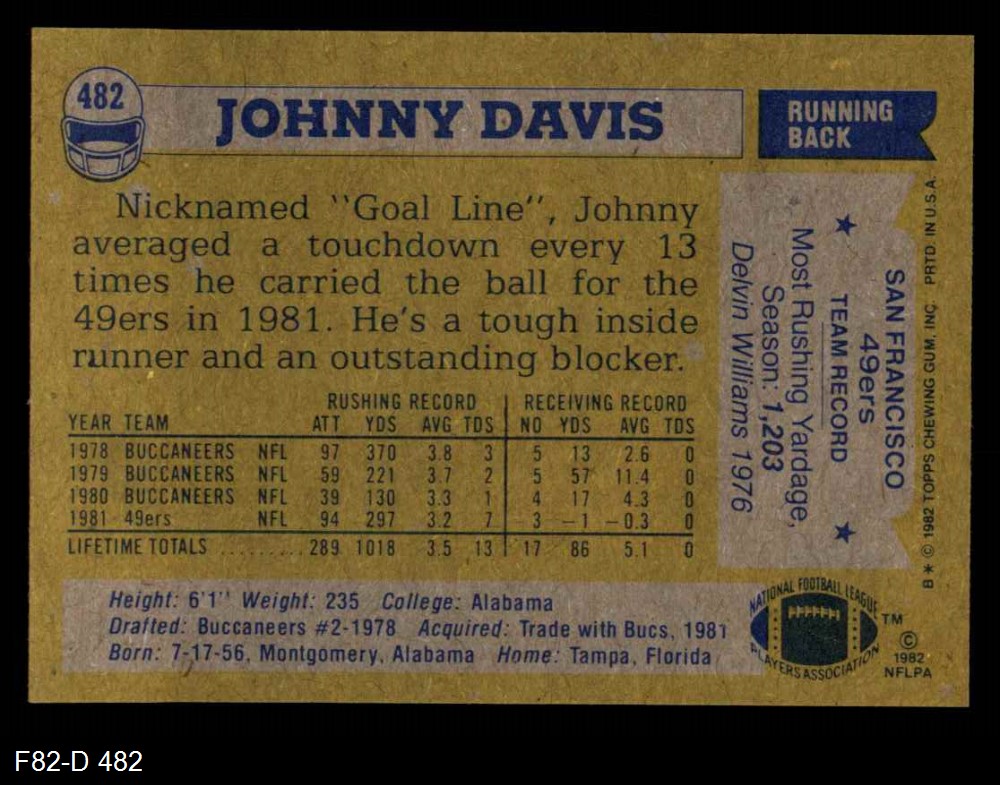 482
JOHNNY DAVIS
RUNNING
BACK
Nicknamed "Goal Line", Johnny
averaged a touchdown every 13
times he carried the ball for the
49ers in 1981. He's a tough inside
runner and an outstanding blocker.
RUSHING RECORD RECEIVING RECORD
YEAR TEAM ATT YDS AVG TDS NO YDS AVG TDS
1978 BUCCANEERS NFL 97 370 3.8 3 5 13 2.6 0
1979 BUCCANEERS NFL 59 221 3.7 2 5 57 11.4 0
1980 BUCCANEERS NFL 39 130 3.3 1 4 17 4.3 0
1981 49ers NFL 94 297 3.2 7 3 -1 -0.3 0
LIFETIME TOTALS ......... 289 1018 3.5 13 17 86 5.1 0
Height: 6'1" Weight: 235 College: Alabama
Drafted: Buccaneers #2-1978 Acquired: Trade with Bucs, 1981
Born: 7-17-56, Montgomery, Alabama Home: Tampa, Florida
SAN FRANCISCO
49ers
TEAM RECORD
Most Rushing Yardage,
Season: 1,203
Delvin Williams 1976
B* © 1982 TOPPS CHEWING GUM, INC. PRTD. IN U.S.A.
NATIONAL FOOTBALL LEAGUE
PLAYERS ASSOCIATION
TM
©
1982
NFLPA
F82-D 482